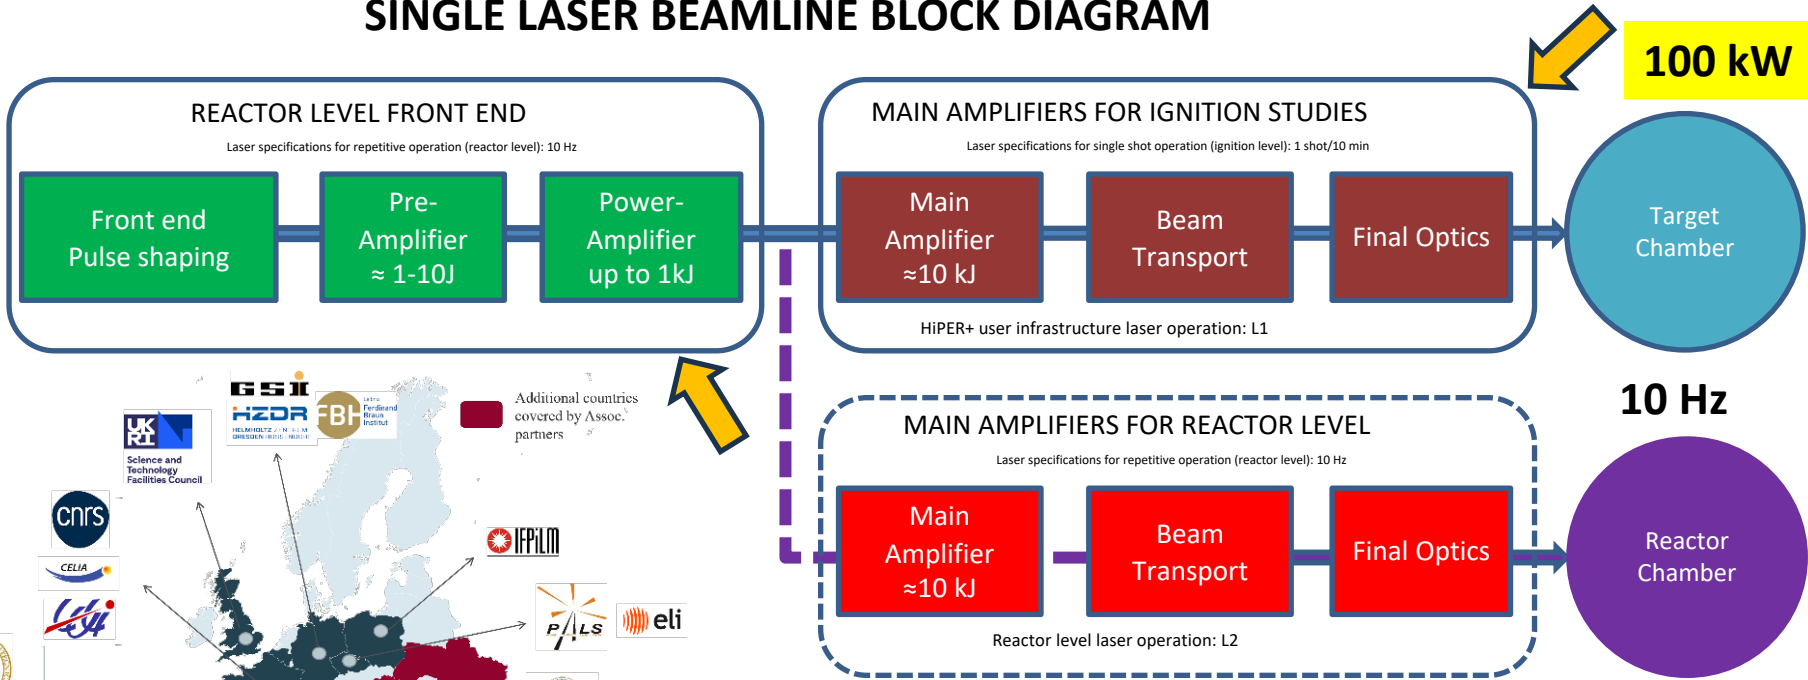 SINGLE LASER BEAMLINE BLOCK DIAGRAM
100 kW
REACTOR LEVEL FRONT END
Laser specifications for repetitive operation (reactor level): 10 Hz
Front end
Pulse shaping
Pre-
Amplifier
≈ 1-10J
Power-
Amplifier
up to 1kJ
MAIN AMPLIFIERS FOR IGNITION STUDIES
Laser specifications for single shot operation (ignition level): 1 shot/10 min
Main
Amplifier
≈10 kJ
Beam
Transport
Final Optics
HiPER+ user infrastructure laser operation: L1
Target
Chamber
10 Hz
MAIN AMPLIFIERS FOR REACTOR LEVEL
Laser specifications for repetitive operation (reactor level): 10 Hz
Main
Amplifier
≈10 kJ
Beam
Transport
Final Optics
Reactor level laser operation: L2
Reactor
Chamber
GSI
HZDR
HELMHOLTZ ZENTRUM
FBH
Ferdinand
Braun
Institut
Additional countries
covered by Assoc.
partners
UK
RI
Science and
Technology
Facilities Council
cnrs
CELIA
IFPiLM
PALS
eli